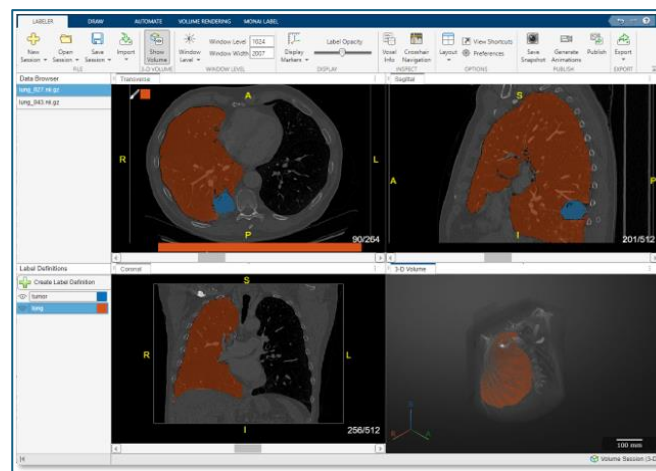 LABELER DRAW AUTOMATE VOLUME RENDERING MONAI LABEL
New Session Open Session Save Session Import Show Volume Window Level Window Level 1624 Window Width 2007 Display Markers Label Opacity Voxel Info Crosshair Navigation Layout View Shortcuts Preferences Save Snapshot Generate Animations Publish Export
FILE 3-D VOLUME WINDOW LEVEL DISPLAY INSPECT OPTIONS PUBLISH EXPORT
Data Browser
lung_043.nii.gz
Transverse
A
R
L
P
90/264
Sagittal
S
A
P
I
201/512
Label Definitions
Create Label Definition
tumor
lung
Coronal
S
R
L
I
256/512
3-D Volume
100 mm
Volume Session (3-D